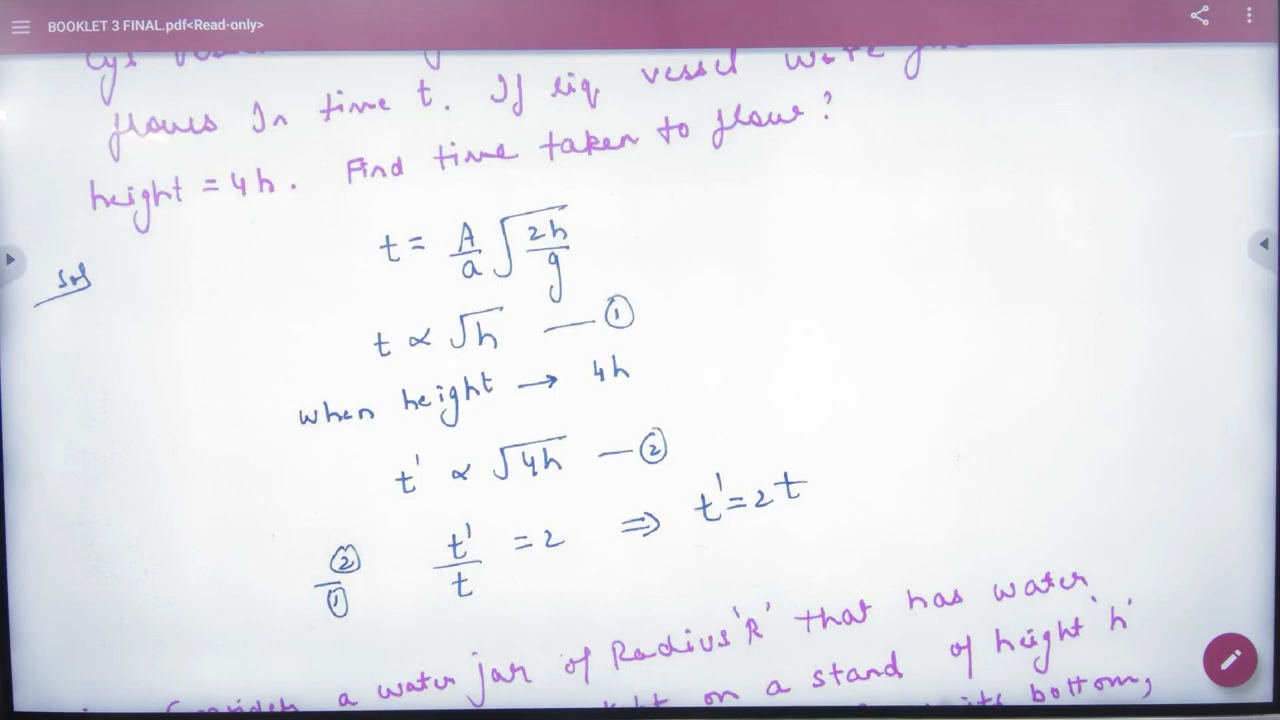 BOOKLET 3 FINAL.pdf<Read-only>
flows In time t. If liq vessel were
height = 4h. Find time taken to flow?
Sol
t = A/a √(2h/g)
t ∝ √h — ①
when height → 4h
t' ∝ √4h — ②
②/① t'/t = 2 ⇒ t' = 2t
a water jar of Radius 'R' that has water
on a stand of height 'h'
its bottom,